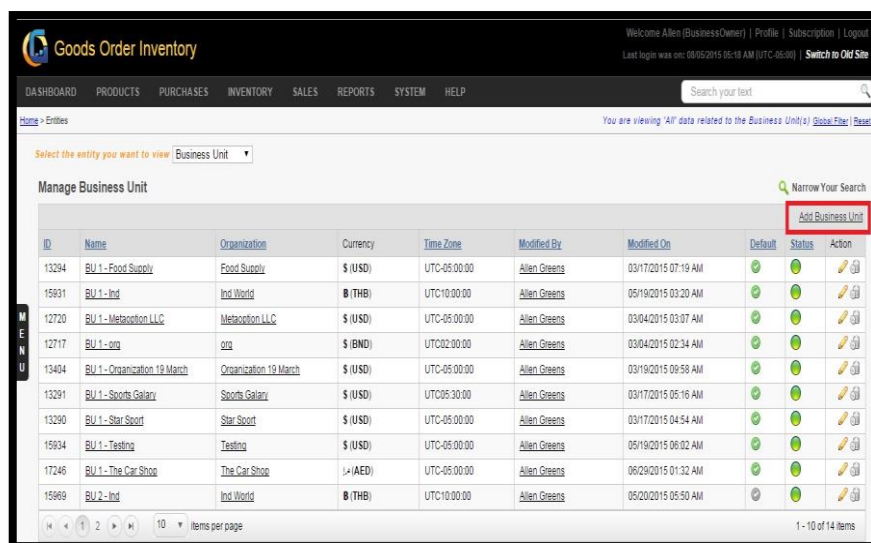 Goods Order Inventory
Welcome Allen (BusinessOwner) | Profile | Subscription | Logout
Last login was on: 08/05/2015 05:18 AM (UTC-05:00) | Switch to Old Site
DASHBOARD PRODUCTS PURCHASES INVENTORY SALES REPORTS SYSTEM HELP Search your text
Home > Entities You are viewing 'All' data related to the Business Unit(s) Global Filter | Reset
Select the entity you want to view Business Unit
Manage Business Unit Narrow Your Search
Add Business Unit
ID Name Organization Currency Time Zone Modified By Modified On Default Status Action
13294 BU 1 - Food Supply Food Supply $ (USD) UTC-05:00:00 Allen Greens 03/17/2015 07:19 AM
15931 BU 1 - Ind Ind World B (THB) UTC10:00:00 Allen Greens 05/19/2015 03:20 AM
12720 BU 1 - Metaoption LLC Metaoption LLC $ (USD) UTC-05:00:00 Allen Greens 03/04/2015 03:07 AM
12717 BU 1 - org org $ (BND) UTC02:00:00 Allen Greens 03/04/2015 02:34 AM
13404 BU 1 - Organization 19 March Organization 19 March $ (USD) UTC-05:00:00 Allen Greens 03/19/2015 09:58 AM
13291 BU 1 - Sports Galary Sports Galary $ (USD) UTC05:30:00 Allen Greens 03/17/2015 05:16 AM
13290 BU 1 - Star Sport Star Sport $ (USD) UTC-05:00:00 Allen Greens 03/17/2015 04:54 AM
15934 BU 1 - Testing Testing $ (USD) UTC-05:00:00 Allen Greens 05/19/2015 06:02 AM
17246 BU 1 - The Car Shop The Car Shop (AED) UTC-05:00:00 Allen Greens 06/29/2015 01:32 AM
15969 BU 2 - Ind Ind World B (THB) UTC10:00:00 Allen Greens 05/20/2015 05:50 AM
1 2 10 items per page 1 - 10 of 14 items
MENU